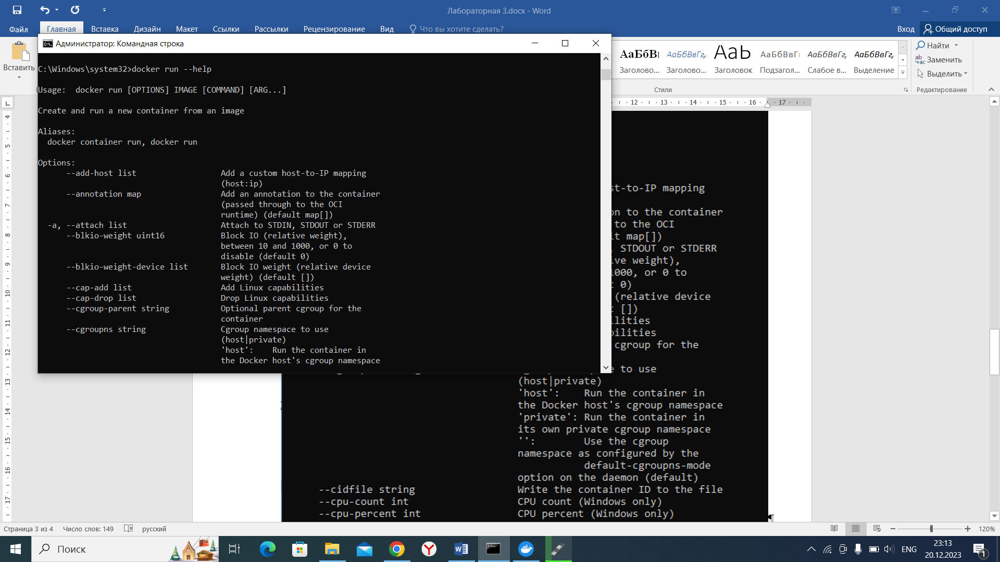 Лабораторная 3.docx - Word
Файл
Главная
Вставка
Дизайн
Макет
Ссылки
Рассылки
Рецензирование
Вид
Что вы хотите сделать?
Вход
Общий доступ
Вставить
Администратор: Командная строка
АаБбВ
АаБбВвГг,
АаЬ
АаБбВвГг
АаБбВвГг,
АаБбВвГг,
Заголово...
Заголово...
Заголовок
Подзагол...
Слабое в...
Выделение
Стили
Найти
Заменить
Выделить
Редактирование
12 13 14 15 16 17
C:\Windows\system32>docker run --help
Usage:  docker run [OPTIONS] IMAGE [COMMAND] [ARG...]
Create and run a new container from an image
Aliases:
docker container run, docker run
Options:
--add-host list Add a custom host-to-IP mapping
(host:ip)
--annotation map Add an annotation to the container
(passed through to the OCI
runtime) (default map[])
-a, --attach list Attach to STDIN, STDOUT or STDERR
--blkio-weight uint16 Block IO (relative weight),
between 10 and 1000, or 0 to
disable (default 0)
--blkio-weight-device list Block IO weight (relative device
weight) (default [])
--cap-add list Add Linux capabilities
--cap-drop list Drop Linux capabilities
--cgroup-parent string Optional parent cgroup for the
container
--cgroupns string Cgroup namespace to use
(host|private)
'host':    Run the container in
the Docker host's cgroup namespace
st-to-IP mapping
on to the container
to the OCI
lt map[])
, STDOUT or STDERR
ive weight),
1000, or 0 to
t 0)
(relative device
t [])
ilities
bilities
cgroup for the
e to use
(host|private)
'host':    Run the container in
the Docker host's cgroup namespace
'private': Run the container in
its own private cgroup namespace
'':        Use the cgroup
namespace as configured by the
default-cgroupns-mode
option on the daemon (default)
--cidfile string Write the container ID to the file
--cpu-count int CPU count (Windows only)
--cpu-percent int CPU percent (Windows only)
4
5
6
7
8
9
10
11
12
13
14
15
16
17
Страница 3 из 4
Число слов: 149
русский
120%
Поиск
ENG
23:13
20.12.2023
1